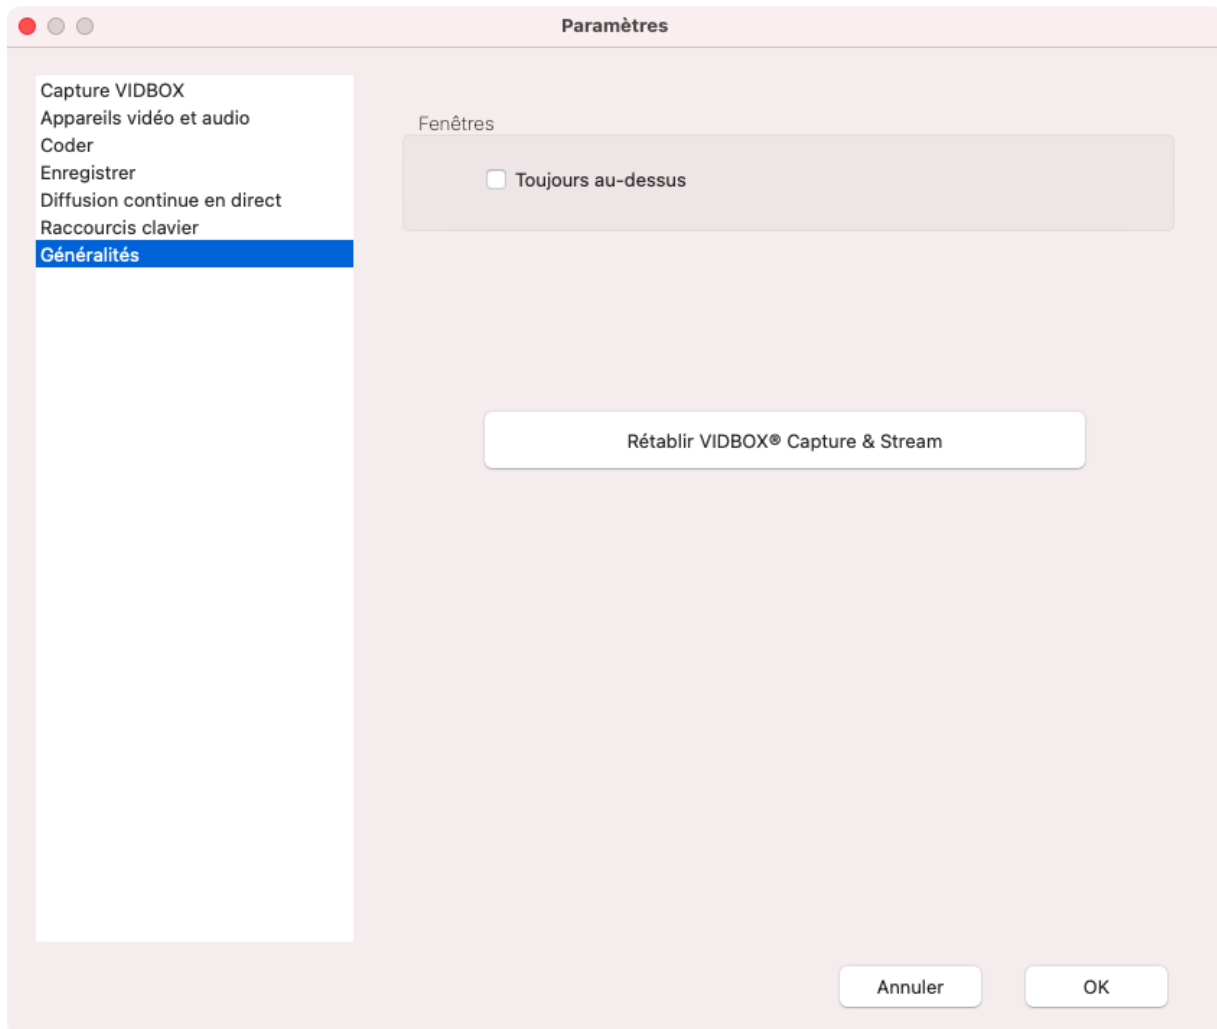 Paramètres
Capture VIDBOX
Appareils vidéo et audio
Coder
Enregistrer
Diffusion continue en direct
Raccourcis clavier
Généralités
Fenêtres
Toujours au-dessus
Rétablir VIDBOX® Capture & Stream
Annuler
OK